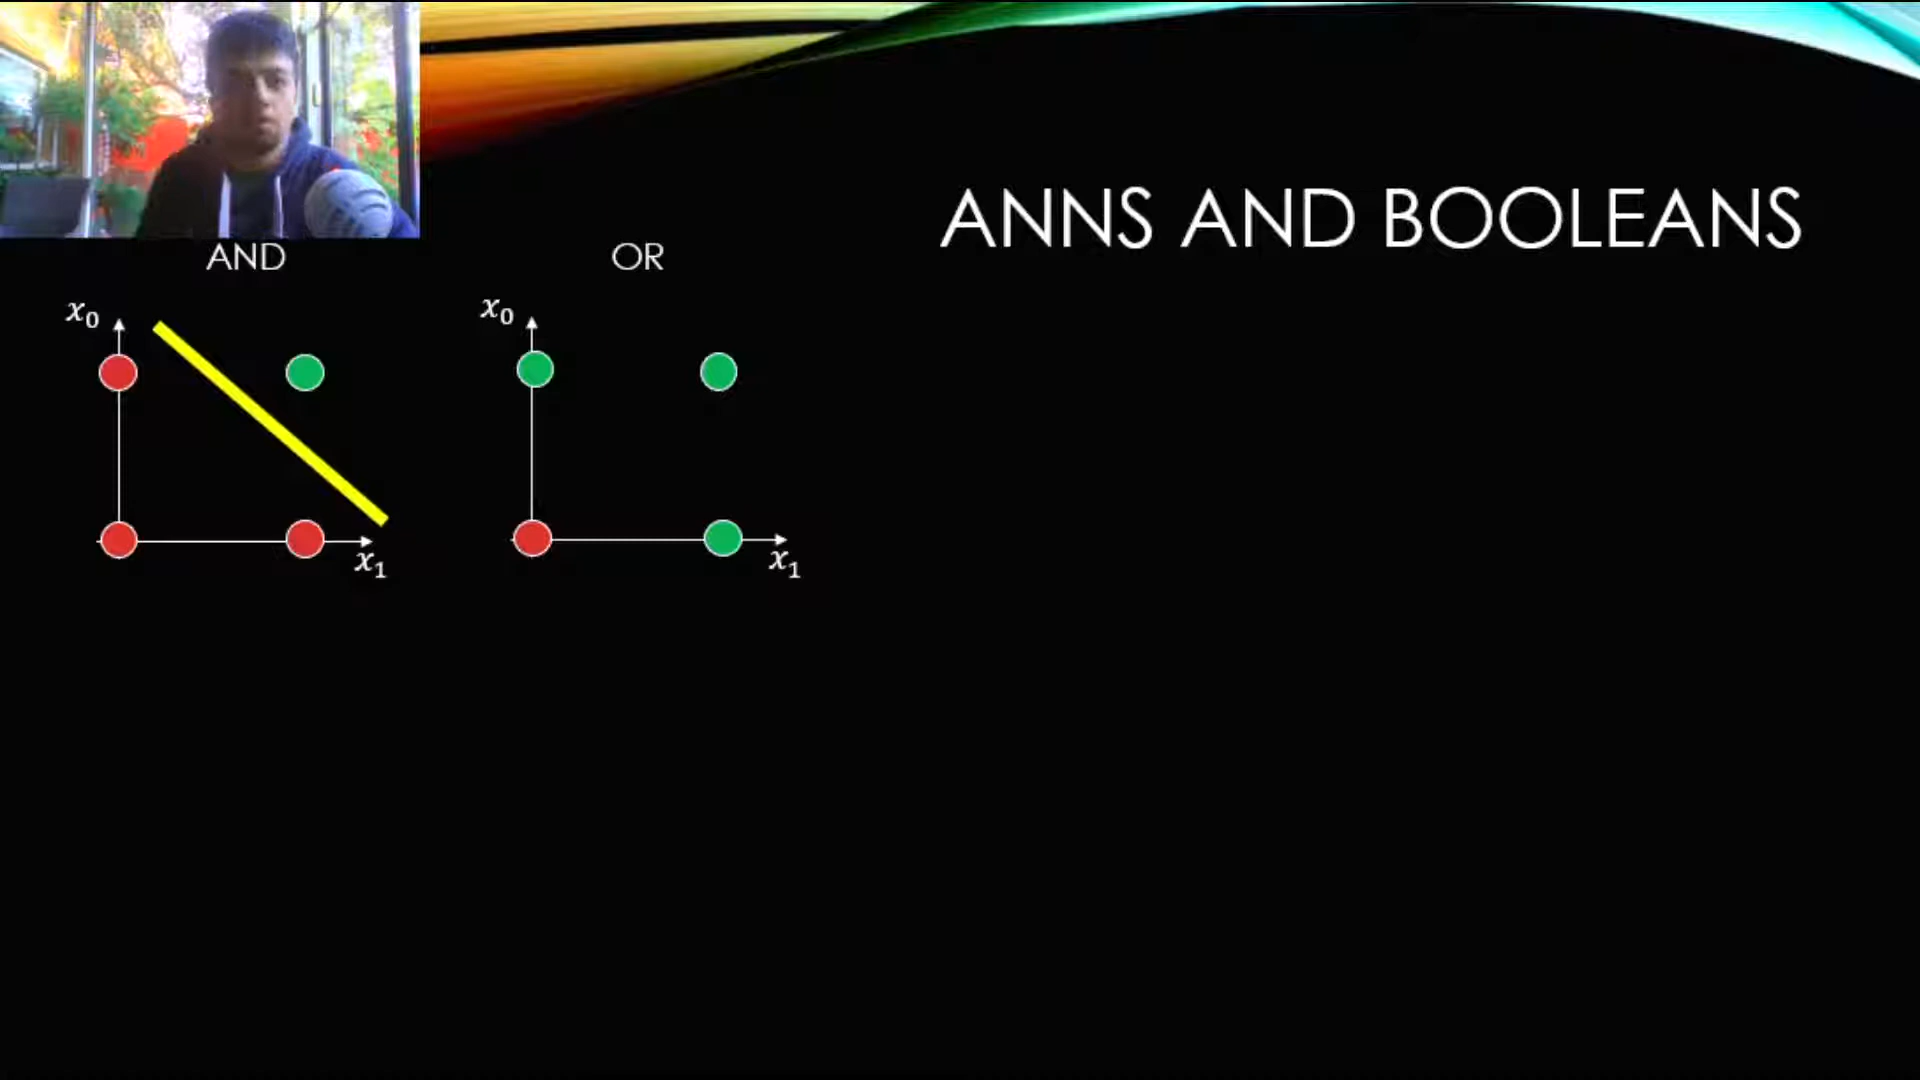 ANNS AND BOOLEANS
AND
OR
x₀
x₀
x₁
x₁